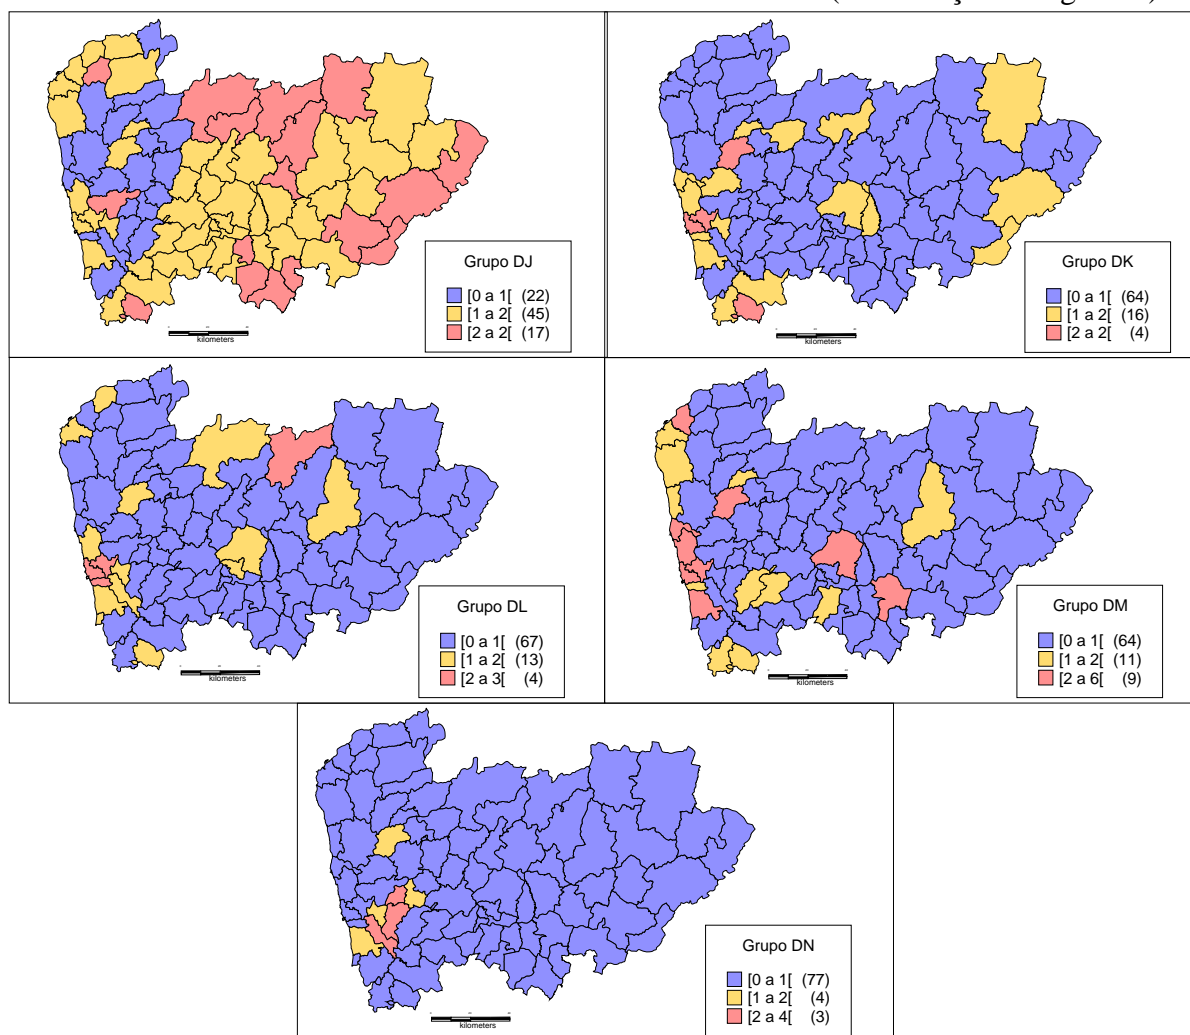 Grupo DJ
[0 a 1[ (22)
[1 a 2[ (45)
[2 a 2[ (17)
kilometers
Grupo DK
[0 a 1[ (64)
[1 a 2[ (16)
[2 a 2[ (4)
kilometers
Grupo DL
[0 a 1[ (67)
[1 a 2[ (13)
[2 a 3[ (4)
kilometers
Grupo DM
[0 a 1[ (64)
[1 a 2[ (11)
[2 a 6[ (9)
kilometers
Grupo DN
[0 a 1[ (77)
[1 a 2[ (4)
[2 a 4[ (3)
kilometers